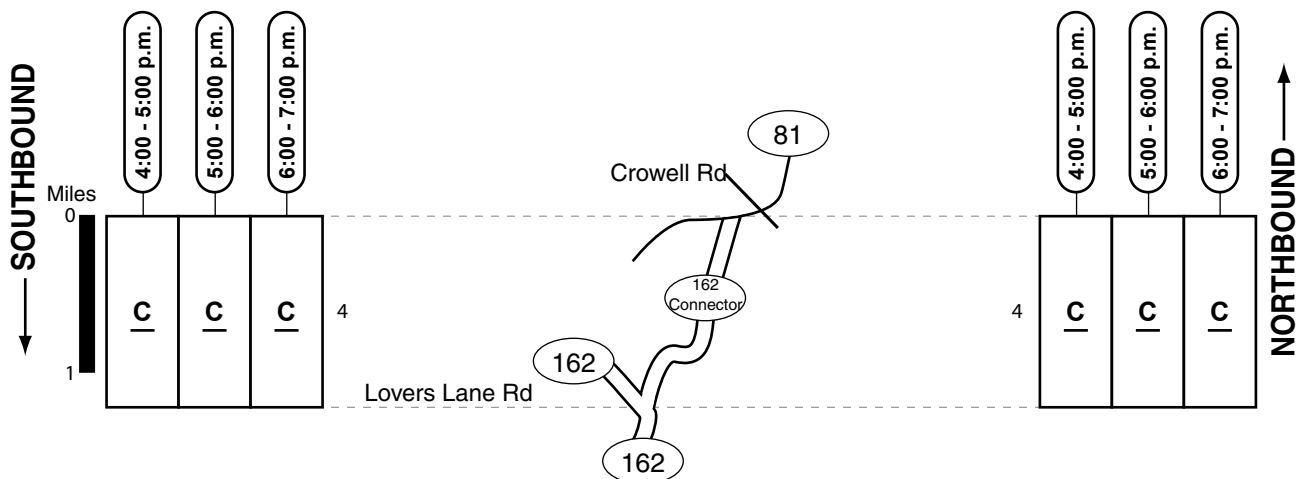 SOUTHBOUND
4:00 - 5:00 p.m.
5:00 - 6:00 p.m.
6:00 - 7:00 p.m.
Miles
0
1
C
C
C
4
81
Crowell Rd
162
Connector
162
Lovers Lane Rd
162
4:00 - 5:00 p.m.
5:00 - 6:00 p.m.
6:00 - 7:00 p.m.
4
C
C
C
NORTHBOUND